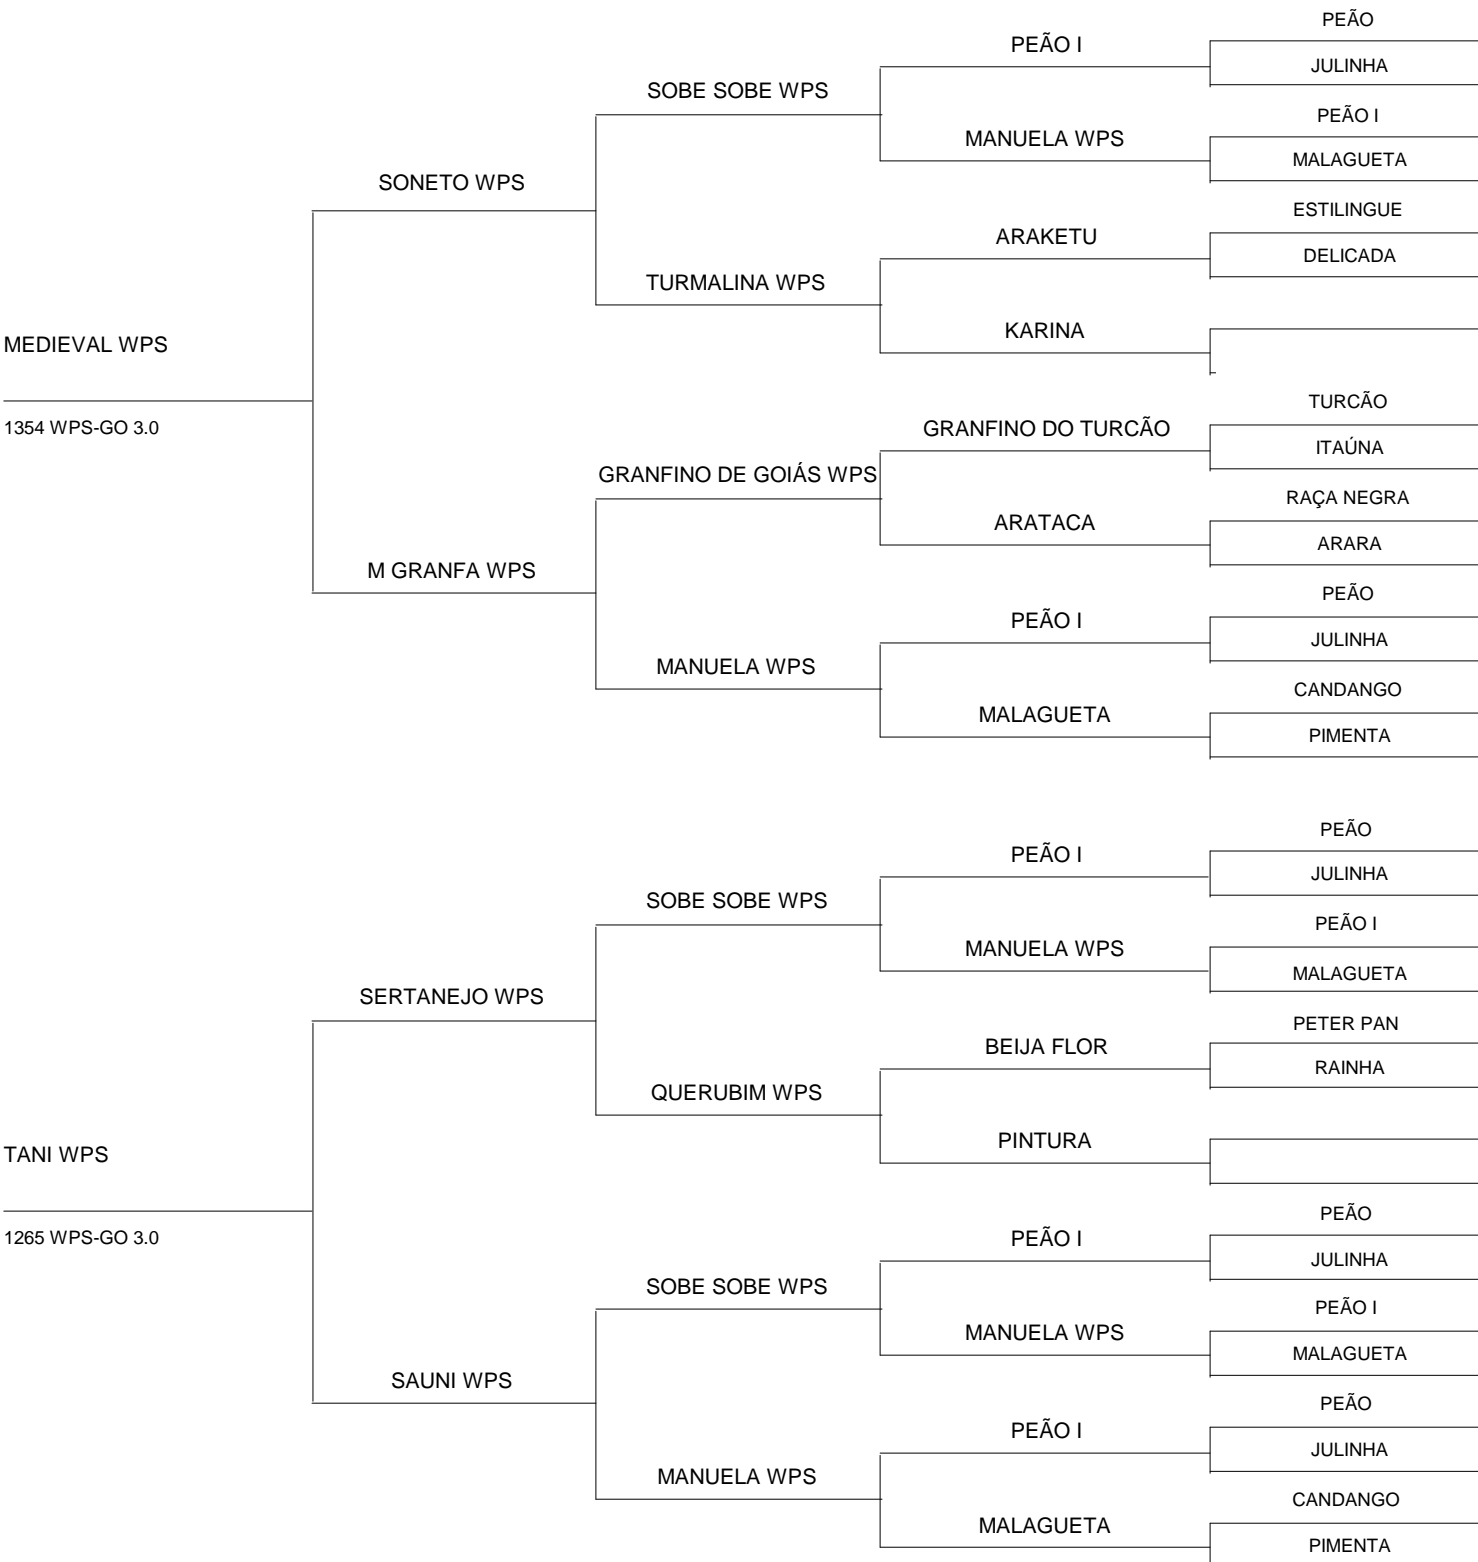 PEÃO
PEÃO I
JULINHA
SOBE SOBE WPS
PEÃO I
MANUELA WPS
MALAGUETA
SONETO WPS
ESTILINGUE
ARAKETU
DELICADA
TURMALINA WPS
KARINA
MEDIEVAL WPS
1354 WPS-GO 3.0
TURCÃO
GRANFINO DO TURCÃO
ITAÚNA
GRANFINO DE GOIÁS WPS
RAÇA NEGRA
ARATACA
ARARA
M GRANFA WPS
PEÃO
PEÃO I
JULINHA
MANUELA WPS
CANDANGO
MALAGUETA
PIMENTA
PEÃO
PEÃO I
JULINHA
SOBE SOBE WPS
PEÃO I
MANUELA WPS
MALAGUETA
SERTANEJO WPS
PETER PAN
BEIJA FLOR
RAINHA
QUERUBIM WPS
PINTURA
TANI WPS
1265 WPS-GO 3.0
PEÃO
PEÃO I
JULINHA
SOBE SOBE WPS
PEÃO I
MANUELA WPS
MALAGUETA
SAUNI WPS
PEÃO
PEÃO I
JULINHA
MANUELA WPS
CANDANGO
MALAGUETA
PIMENTA